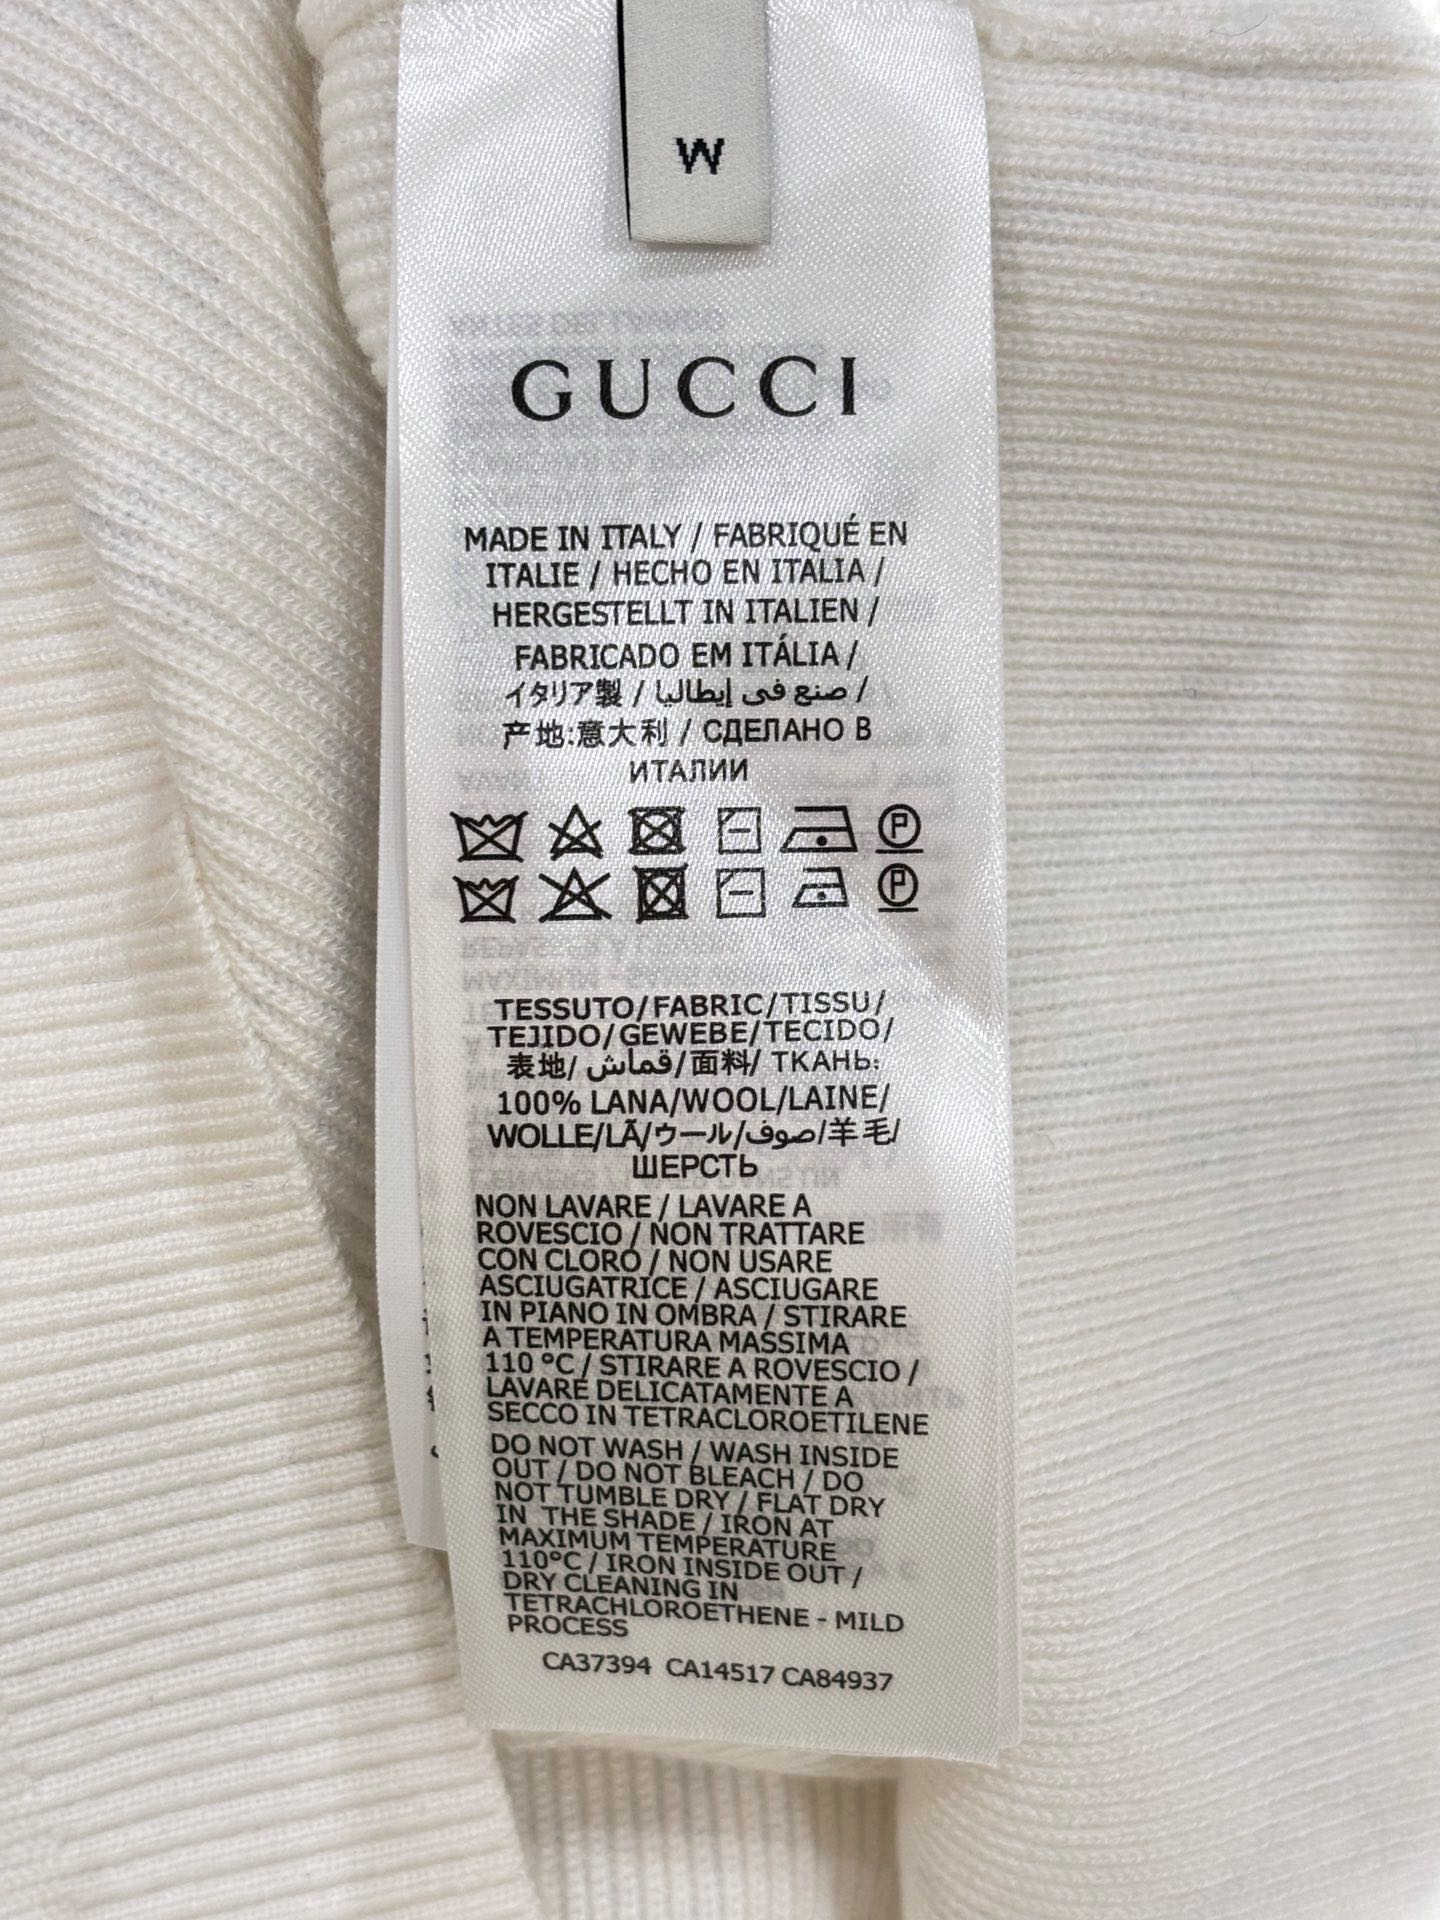 W
GUCCI
MADE IN ITALY / FABRIQUÉ EN
ITALIE / HECHO EN ITALIA /
HERGESTELLT IN ITALIEN /
FABRICADO EM ITÁLIA /
イタリア製 / صنع في إيطاليا /
产地:意大利 / СДЕЛАНО В
ИТАЛИИ
P
P
TESSUTO/FABRIC/TISSU/
TEJIDO/GEWEBE/TECIDO/
表地/ قماش/面料/ ТКАНЬ:
100% LANA/WOOL/LAINE/
WOLLE/LÃ/ウール/صوف/羊毛/
ШЕРСТЬ
NON LAVARE / LAVARE A
ROVESCIO / NON TRATTARE
CON CLORO / NON USARE
ASCIUGATRICE / ASCIUGARE
IN PIANO IN OMBRA / STIRARE
A TEMPERATURA MASSIMA
110 °C / STIRARE A ROVESCIO /
LAVARE DELICATAMENTE A
SECCO IN TETRACLOROETILENE
DO NOT WASH / WASH INSIDE
OUT / DO NOT BLEACH / DO
NOT TUMBLE DRY / FLAT DRY
IN THE SHADE / IRON AT
MAXIMUM TEMPERATURE
110°C / IRON INSIDE OUT /
DRY CLEANING IN
TETRACHLOROETHENE - MILD
PROCESS
CA37394 CA14517 CA84937